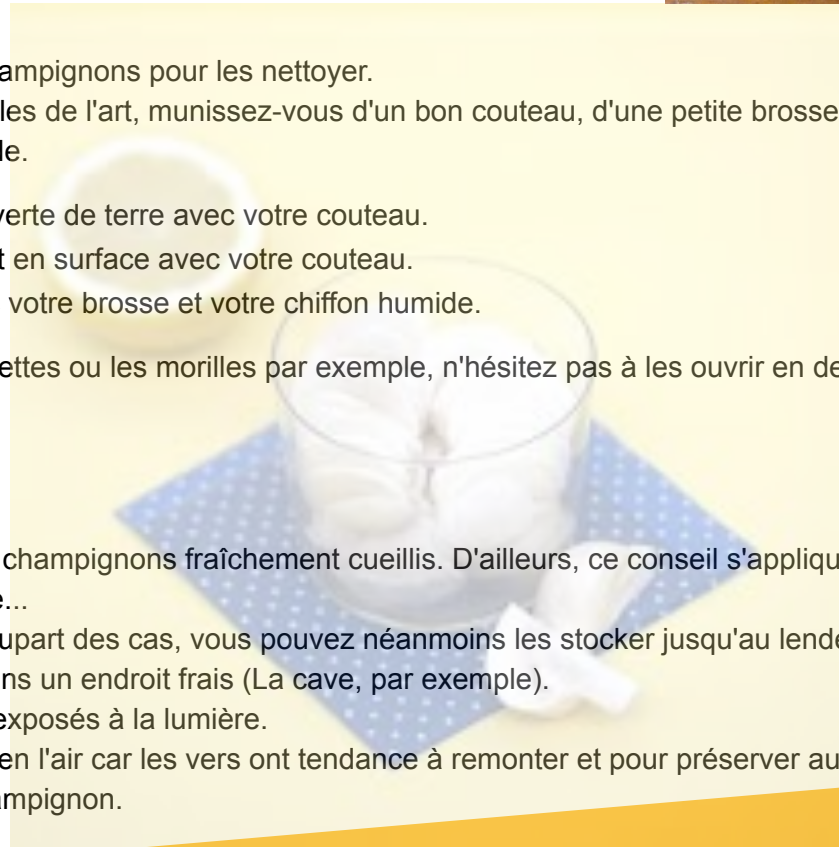 ampignons pour les nettoyer.
les de l'art, munissez-vous d'un bon couteau, d'une petite brosse
le.
verte de terre avec votre couteau.
t en surface avec votre couteau.
votre brosse et votre chiffon humide.
ettes ou les morilles par exemple, n'hésitez pas à les ouvrir en de
champignons fraîchement cueillis. D'ailleurs, ce conseil s'appliqu
e...
upart des cas, vous pouvez néanmoins les stocker jusqu'au lende
ns un endroit frais (La cave, par exemple).
exposés à la lumière.
en l'air car les vers ont tendance à remonter et pour préserver au
ampignon.